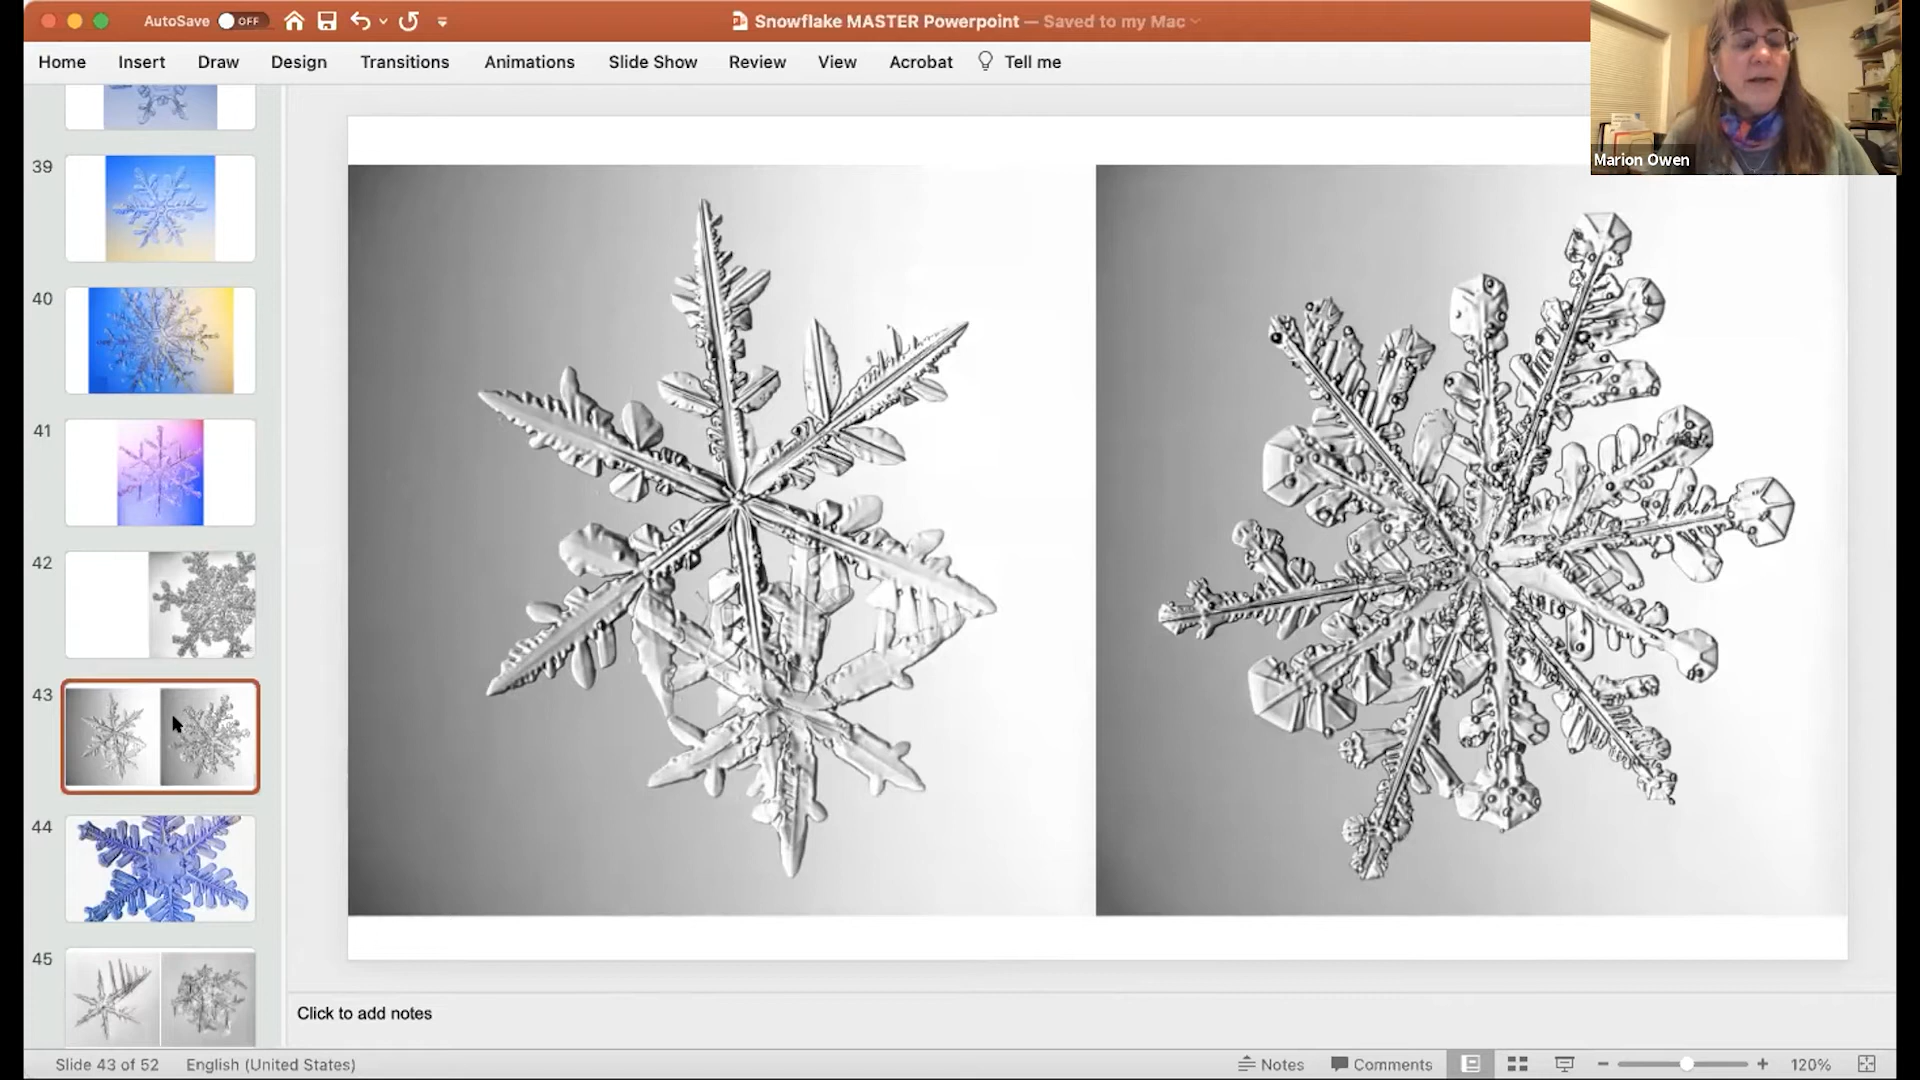 AutoSave OFF
Snowflake MASTER Powerpoint — Saved to my Mac
Home Insert Draw Design Transitions Animations Slide Show Review View Acrobat Tell me
Marion Owen
39
40
41
42
43
44
45
Click to add notes
Slide 43 of 52 English (United States) Notes Comments 120%